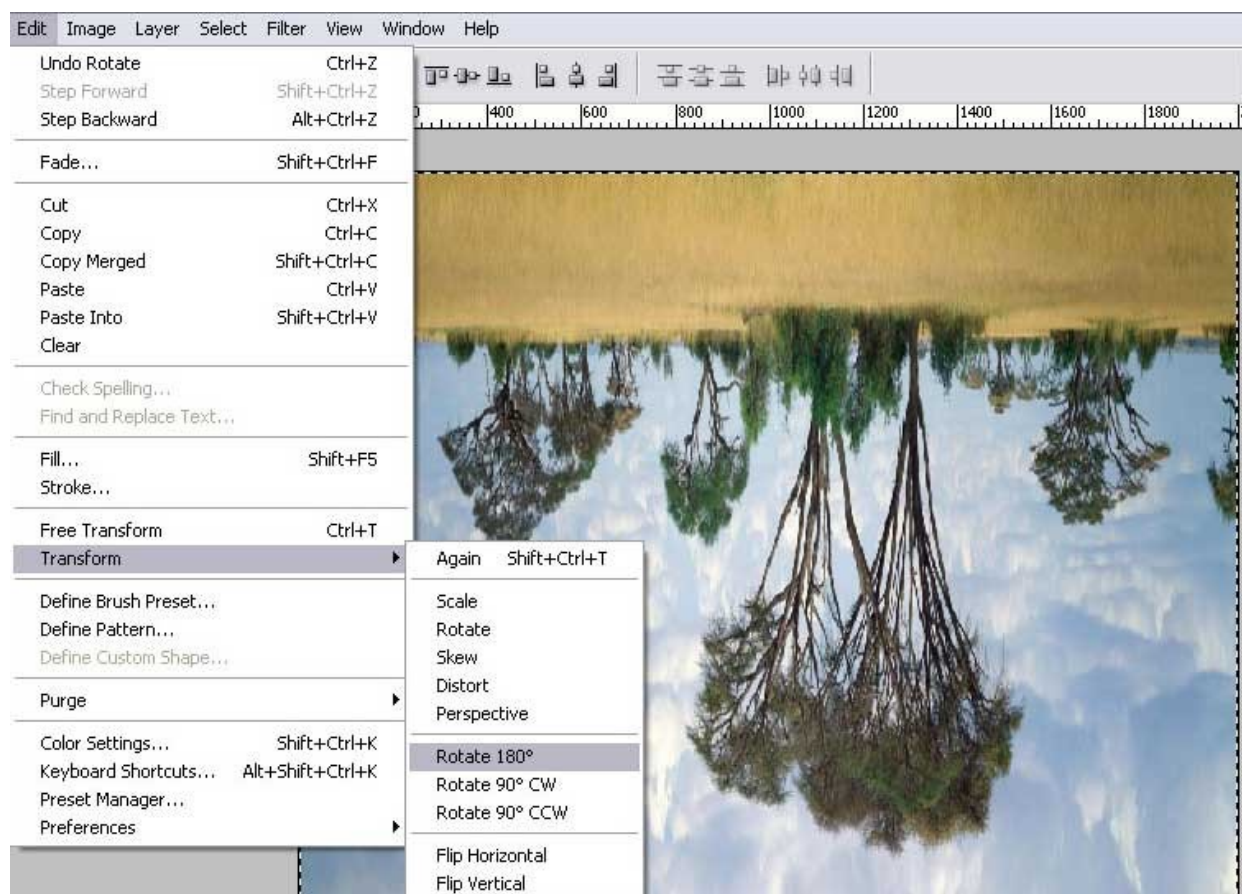 Edit Image Layer Select Filter View Window Help
Undo Rotate Ctrl+Z
Step Forward Shift+Ctrl+Z
Step Backward Alt+Ctrl+Z
Fade... Shift+Ctrl+F
Cut Ctrl+X
Copy Ctrl+C
Copy Merged Shift+Ctrl+C
Paste Ctrl+V
Paste Into Shift+Ctrl+V
Clear
Check Spelling...
Find and Replace Text...
Fill... Shift+F5
Stroke...
Free Transform Ctrl+T
Transform
Define Brush Preset...
Define Pattern...
Define Custom Shape...
Purge
Color Settings... Shift+Ctrl+K
Keyboard Shortcuts... Alt+Shift+Ctrl+K
Preset Manager...
Preferences
400 600 800 1000 1200 1400 1600 1800
Again Shift+Ctrl+T
Scale
Rotate
Skew
Distort
Perspective
Rotate 180°
Rotate 90° CW
Rotate 90° CCW
Flip Horizontal
Flip Vertical